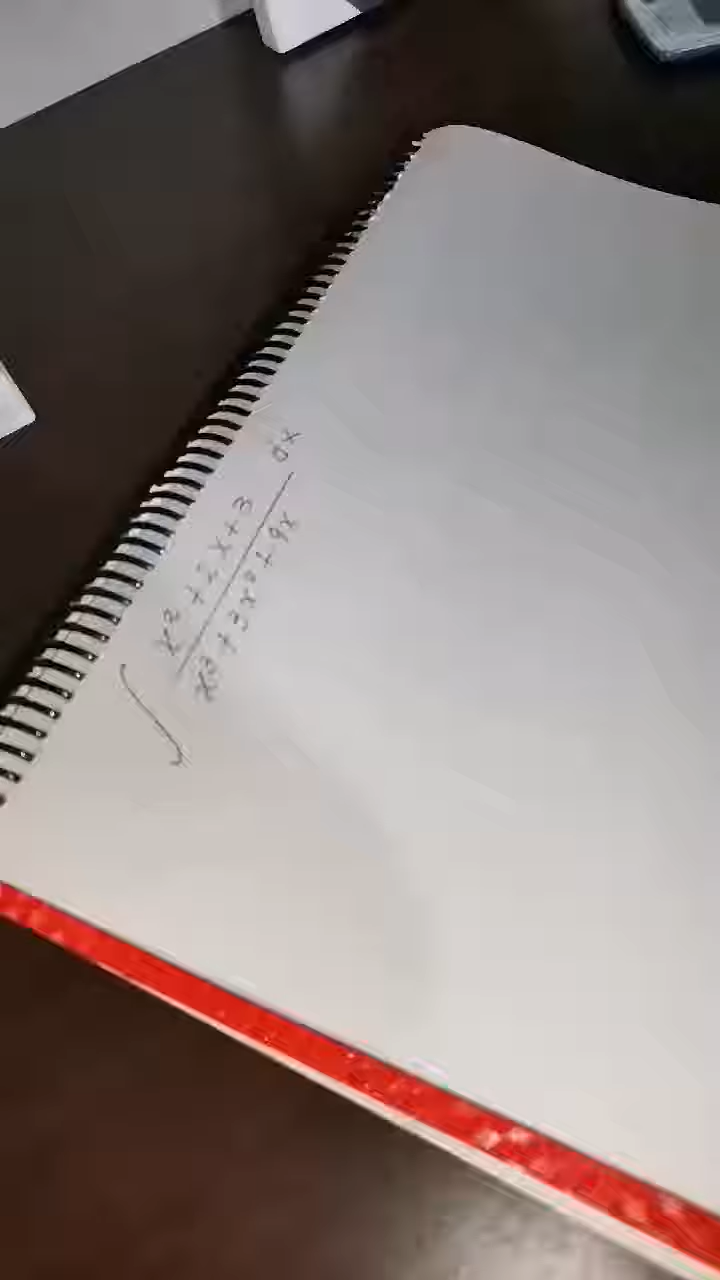 ∫ (x² + 2x + 3)/(x³ + 3x² + 9x) dx